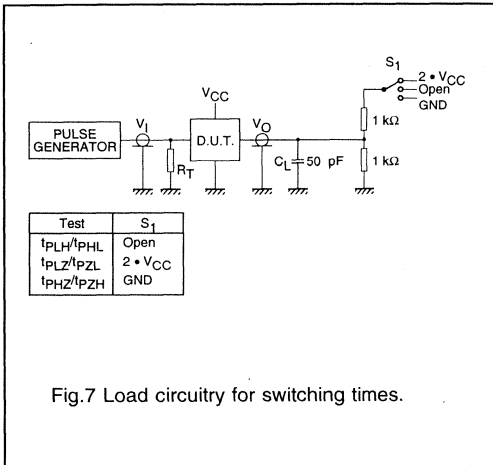 S1
2 • VCC
Open
GND
VCC
PULSE
GENERATOR
VI
D.U.T.
VO
RT
CL
50 pF
1 kΩ
1 kΩ
Test S1
tPLH/tPHL Open
tPLZ/tPZL 2 • VCC
tPHZ/tPZH GND
Fig.7 Load circuitry for switching times.